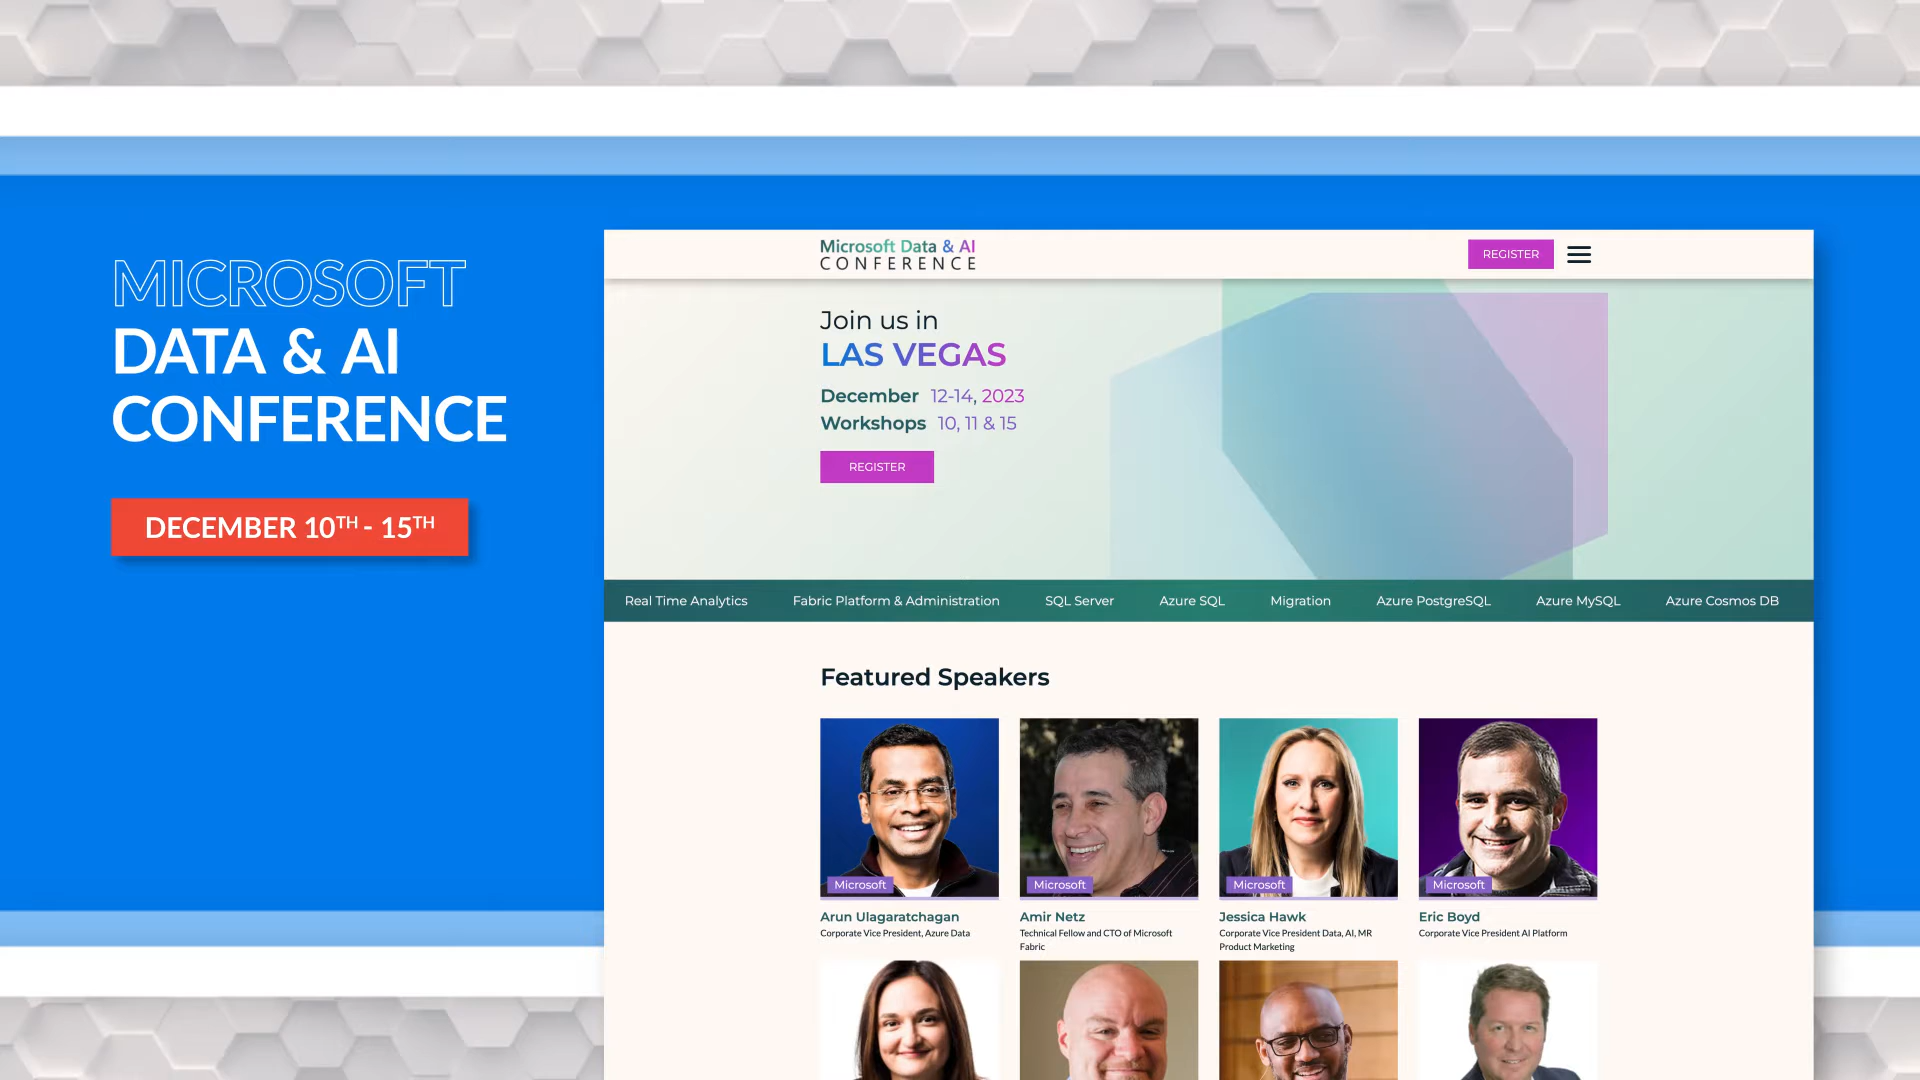 MICROSOFT
DATA & AI
CONFERENCE
DECEMBER 10TH - 15TH
Microsoft Data & AI
CONFERENCE
REGISTER
Join us in
LAS VEGAS
December 12-14, 2023
Workshops 10, 11 & 15
REGISTER
Real Time Analytics Fabric Platform & Administration SQL Server Azure SQL Migration Azure PostgreSQL Azure MySQL Azure Cosmos DB
Featured Speakers
Microsoft
Arun Ulagaratchagan
Corporate Vice President, Azure Data
Microsoft
Amir Netz
Technical Fellow and CTO of Microsoft
Fabric
Microsoft
Jessica Hawk
Corporate Vice President Data, AI, MR
Product Marketing
Microsoft
Eric Boyd
Corporate Vice President AI Platform